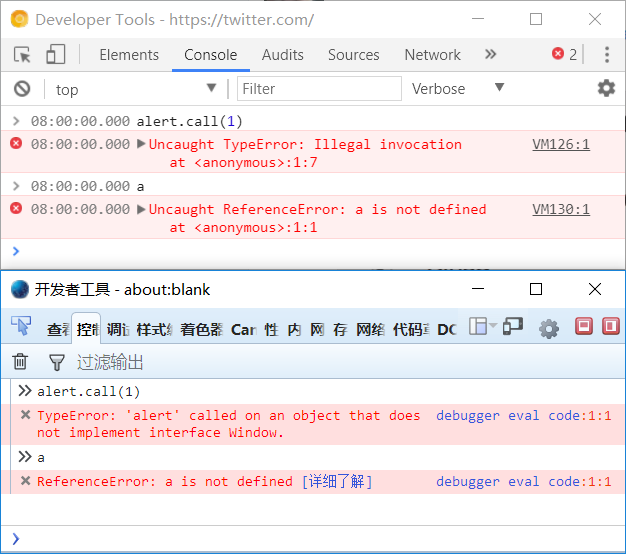 Developer Tools - https://twitter.com/
Elements Console Audits Sources Network » 2
top Filter Verbose
> 08:00:00.000 alert.call(1)
08:00:00.000 ▶Uncaught TypeError: Illegal invocation VM126:1
at <anonymous>:1:7
> 08:00:00.000 a
08:00:00.000 ▶Uncaught ReferenceError: a is not defined VM130:1
at <anonymous>:1:1
>
开发者工具 - about:blank
查看 控制 调试 样式编 着色器 Can 性 内 网 存 网络 代码草 DO
过滤输出
>> alert.call(1)
TypeError: 'alert' called on an object that does debugger eval code:1:1
not implement interface Window.
>> a
ReferenceError: a is not defined [详细了解] debugger eval code:1:1
>